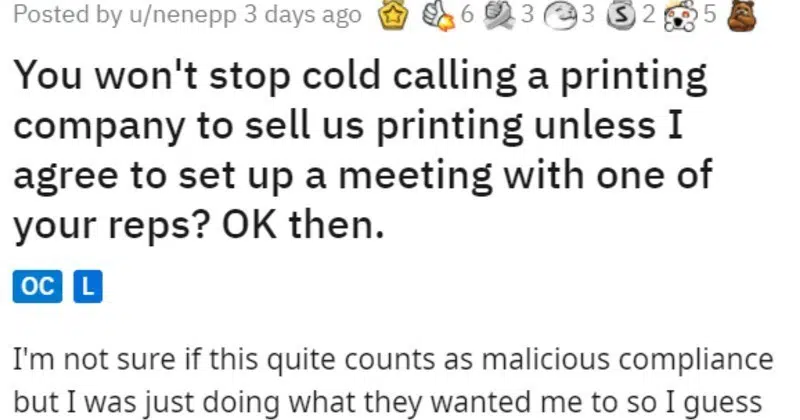 Posted by u/nenepp 3 days ago 6 3 3 S 2 5
You won't stop cold calling a printing
company to sell us printing unless I
agree to set up a meeting with one of
your reps? OK then.
OC L
I'm not sure if this quite counts as malicious compliance
but I was just doing what they wanted me to so I guess